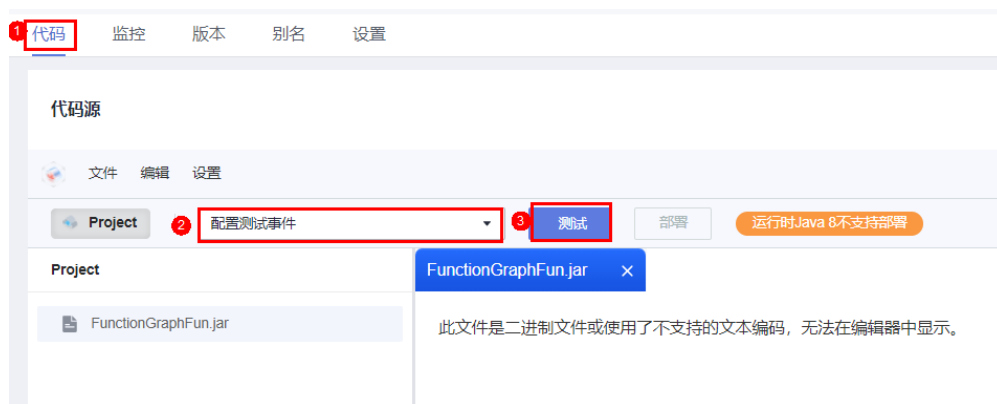 1 代码 监控 版本 别名 设置
代码源
文件 编辑 设置
Project 2 配置测试事件 3 测试 部署 运行时Java 8不支持部署
Project FunctionGraphFun.jar ×
FunctionGraphFun.jar 此文件是二进制文件或使用了不支持的文本编码，无法在编辑器中显示。